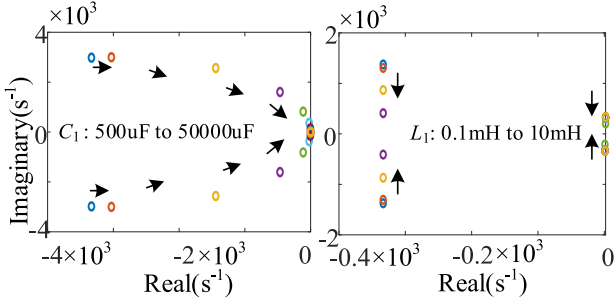 4 ×10³
0
-4
Imaginary(s⁻¹)
C₁: 500uF to 50000uF
-4×10³ -2×10³ 0
Real(s⁻¹)
2 ×10³
0
-2
L₁: 0.1mH to 10mH
-0.4×10³ -0.2×10³ 0
Real(s⁻¹)